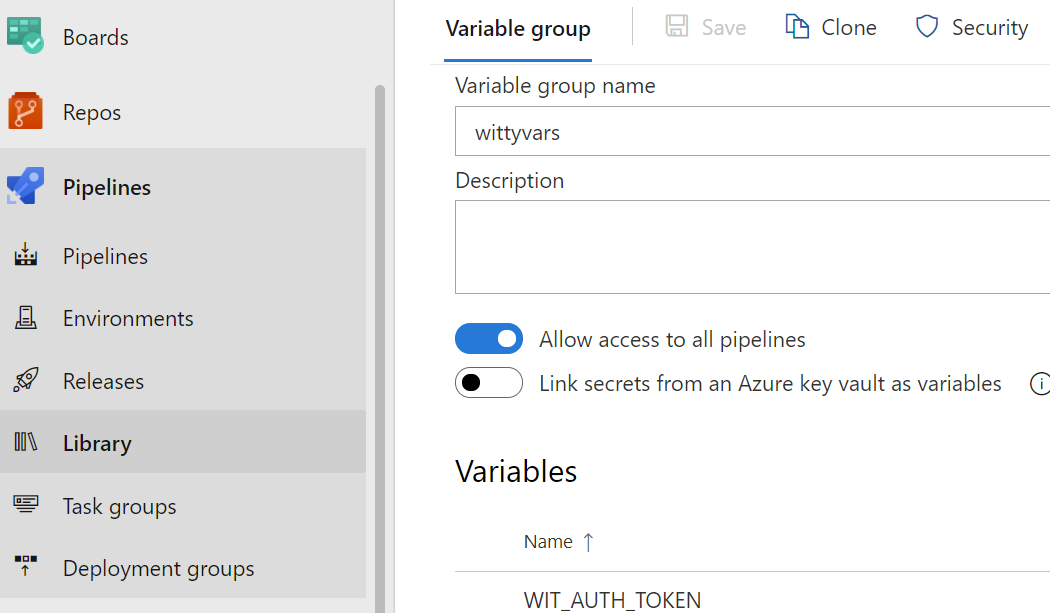 Boards
Repos
Pipelines
Pipelines
Environments
Releases
Library
Task groups
Deployment groups
Variable group
Save
Clone
Security
Variable group name
wittyvars
Description
Allow access to all pipelines
Link secrets from an Azure key vault as variables
Variables
Name ↑
WIT_AUTH_TOKEN